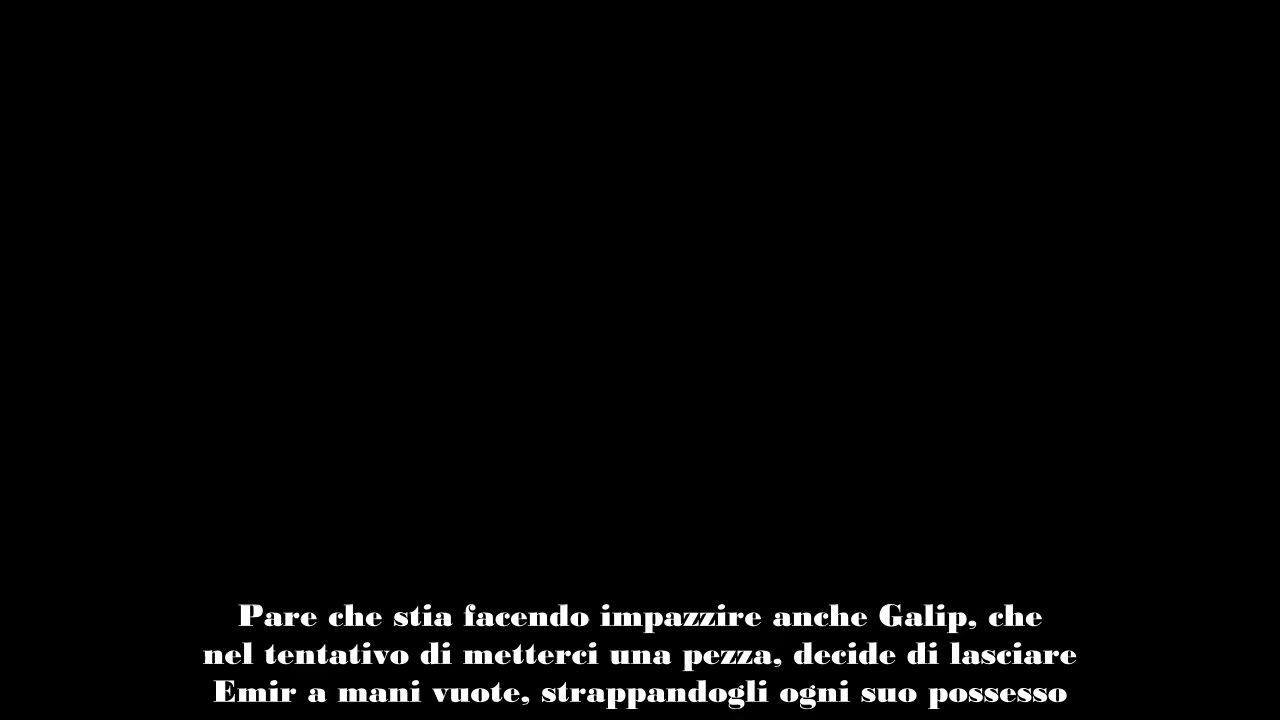 Pare che stia facendo impazzire anche Galip, che
nel tentativo di metterci una pezza, decide di lasciare
Emir a mani vuote, strappandogli ogni suo possesso